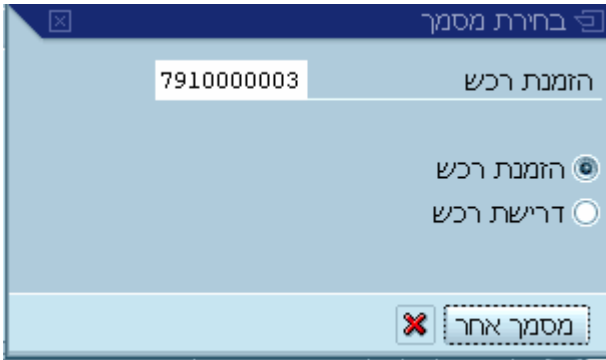 בחירת מסמך
הזמנת רכש 7910000003
הזמנת רכש
דרישת רכש
מסמך אחר